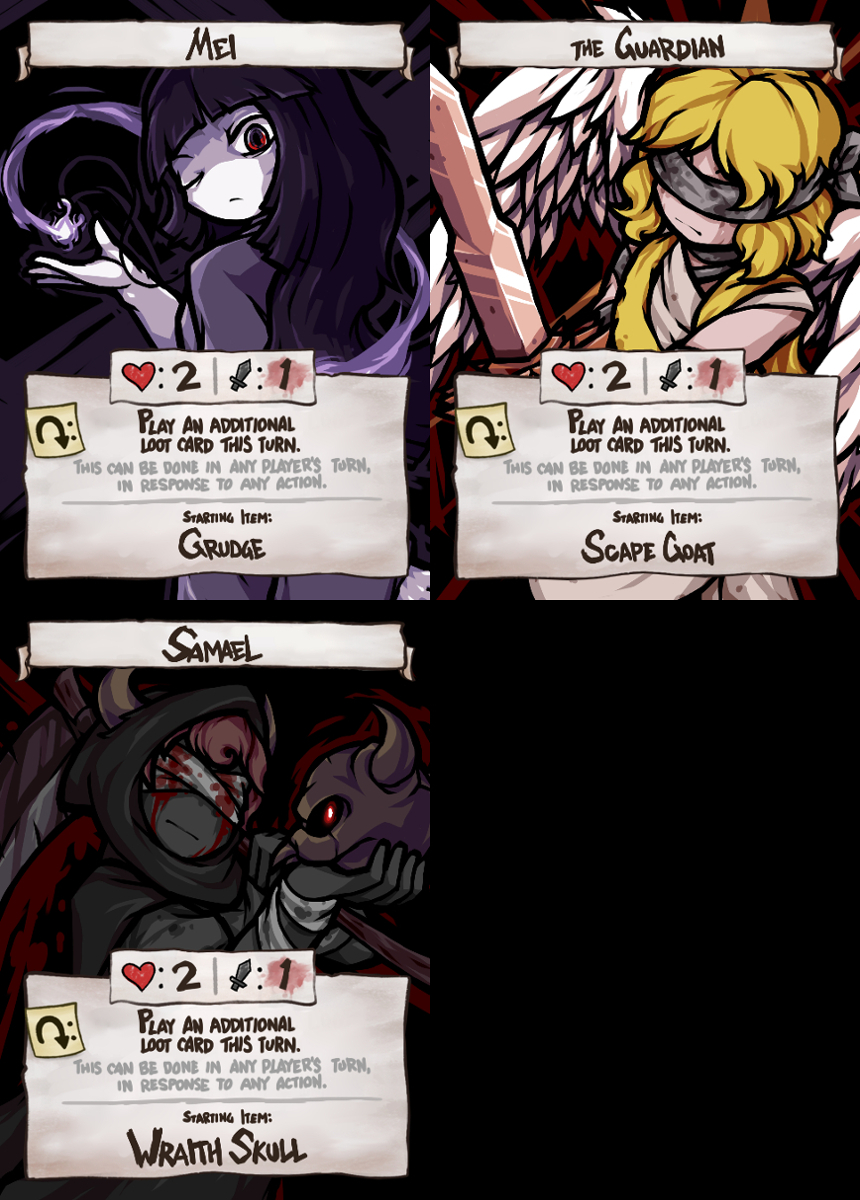 Mei
:2 | :1
Play an additional
loot card this turn.
This can be done in any player's turn,
in response to any action.
Starting Item:
Grudge
the Guardian
:2 | :1
Play an additional
loot card this turn.
This can be done in any player's turn,
in response to any action.
Starting Item:
Scape Goat
Samael
:2 | :1
Play an additional
loot card this turn.
This can be done in any player's turn,
in response to any action.
Starting Item:
Wraith Skull